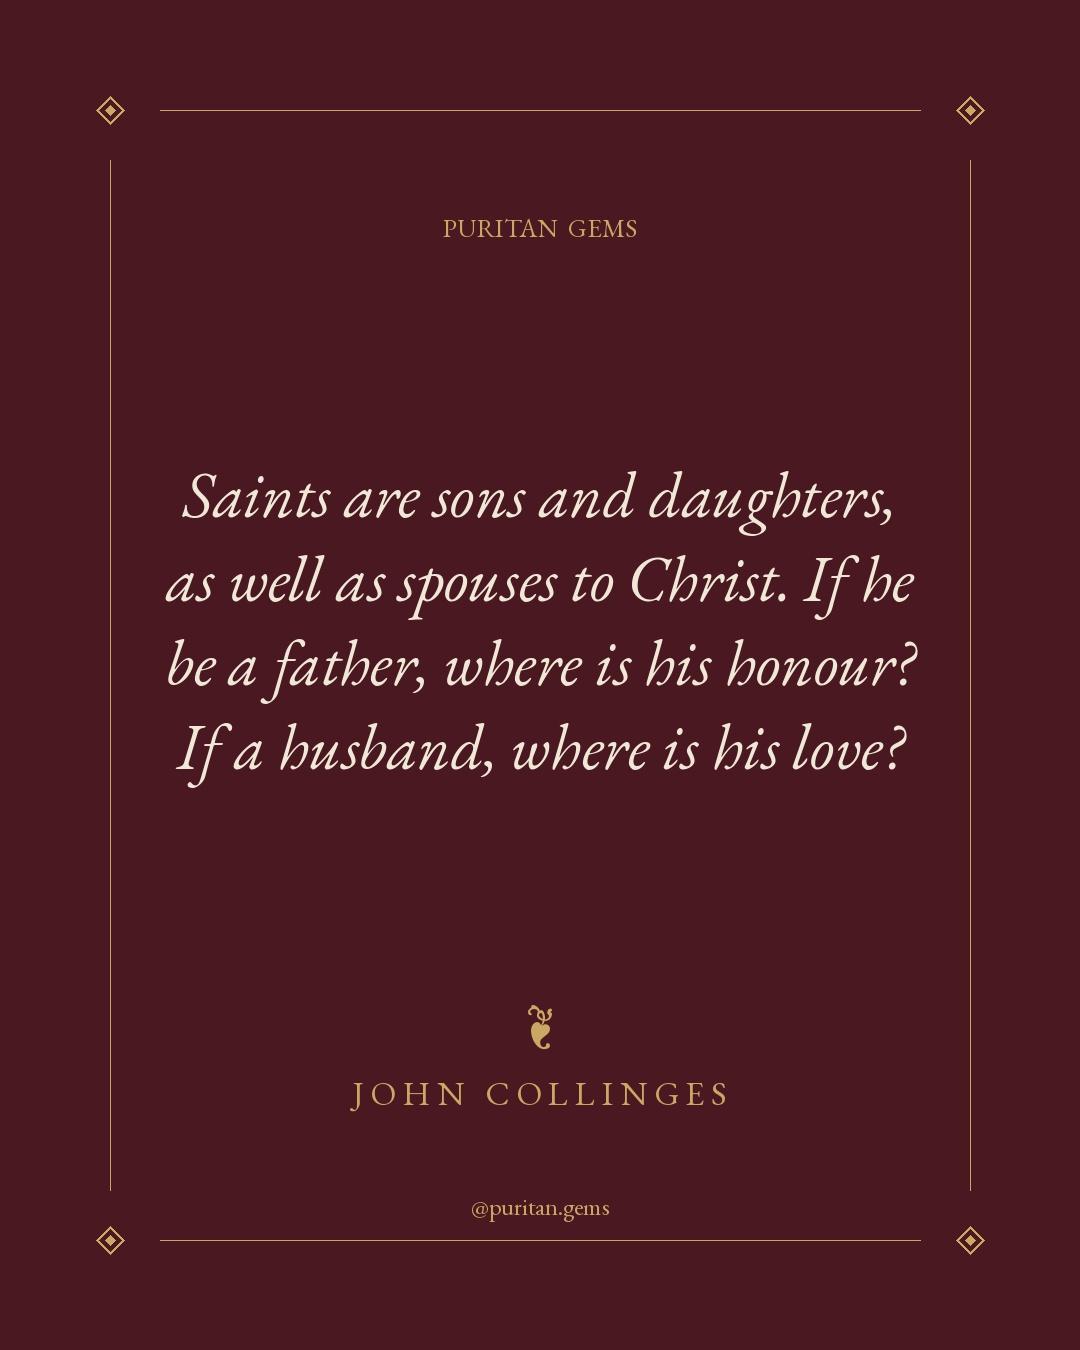 PURITAN GEMS
Saints are sons and daughters,
as well as spouses to Christ. If he
be a father, where is his honour?
If a husband, where is his love?
JOHN COLLINGES
@puritan.gems